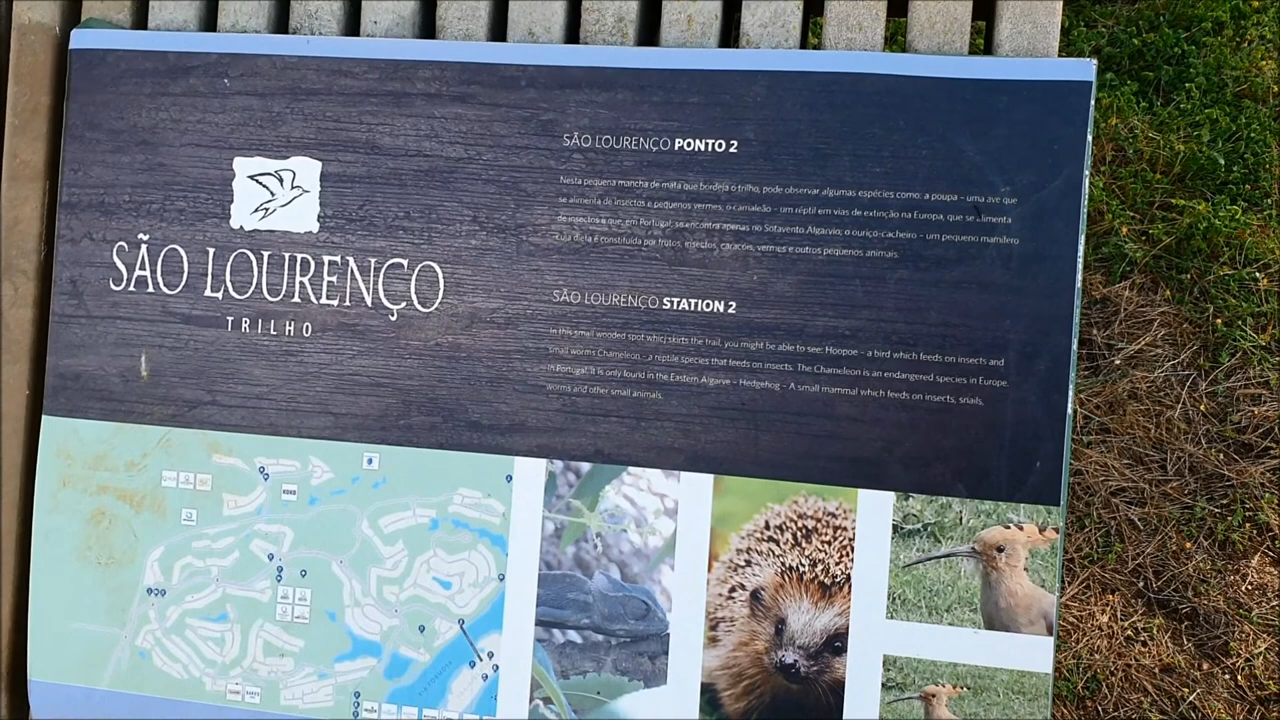 SÃO LOURENÇO
TRILHO
SÃO LOURENÇO PONTO 2
Nesta pequena mancha de mata que bordeja o trilho, pode observar algumas espécies como: a poupa – uma ave que
se alimenta de insectos e pequenos vermes; o camaleão – um réptil em vias de extinção na Europa, que se alimenta
de insectos e que, em Portugal, se encontra apenas no Sotavento Algarvio; o ouriço-cacheiro – um pequeno mamífero
cuja dieta é constituída por frutos, insectos, caracóis, vermes e outros pequenos animais.
SÃO LOURENÇO STATION 2
In this small wooded spot whicj skirts the trail, you might be able to see: Hoopoe – a bird which feeds on insects and
small worms Chameleon – a reptile species that feeds on insects. The Chameleon is an endangered species in Europe.
In Portugal, it is only found in the Eastern Algarve – Hedgehog – A small mammal which feeds on insects, snails,
worms and other small animals.
KOKO
RIA FORMOSA